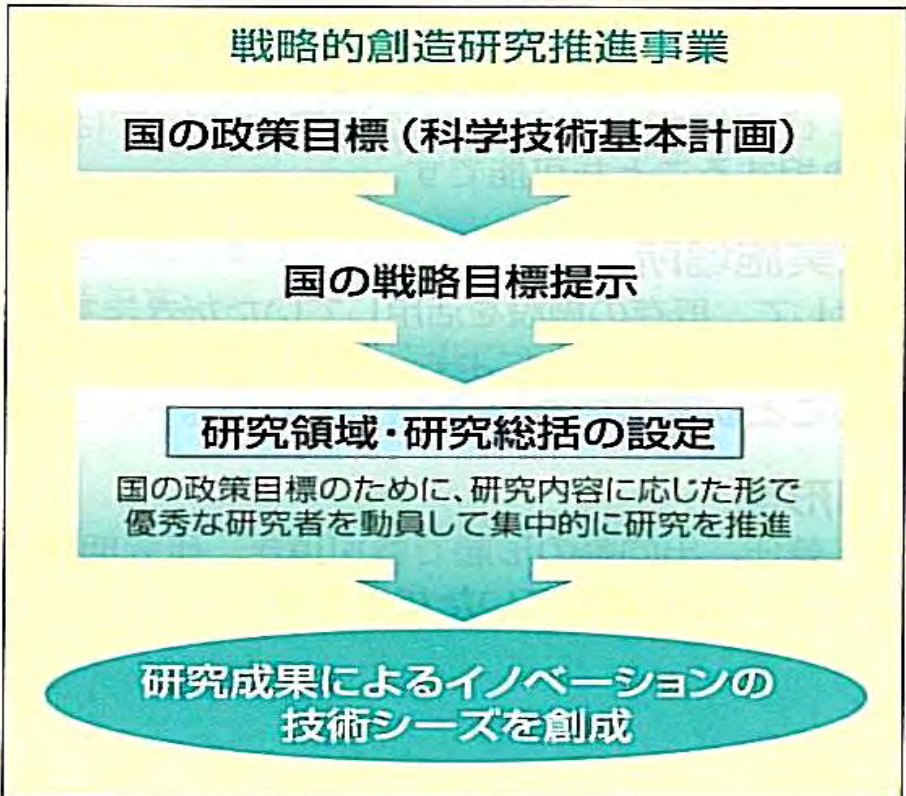 戦略的創造研究推進事業
国の政策目標(科学技術基本計画)
国の戦略目標提示
研究領域・研究総括の設定
国の政策目標のために、研究内容に応じた形で
優秀な研究者を動員して集中的に研究を推進
研究成果によるイノベーションの
技術シーズを創成